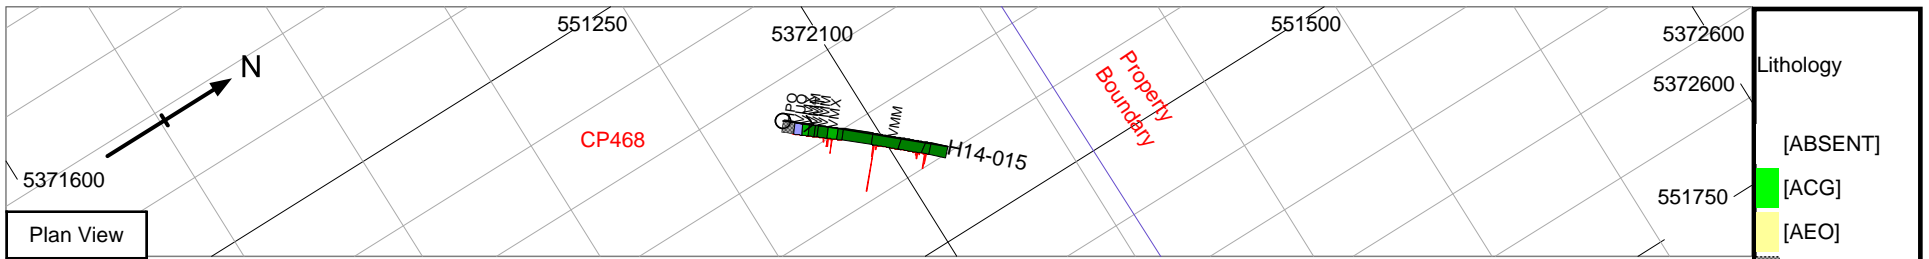 551250
551500
5372100
5372600
N
Property
Boundary
Lithology
5372600
CP468
VMM
H14-015
[ABSENT]
5371600
[ACG]
551750
Plan View
[AEO]